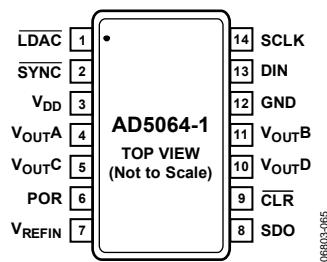 LDAC 1
SYNC 2
VDD 3
VOUTA 4
VOUTC 5
POR 6
VREFIN 7
AD5064-1
TOP VIEW
(Not to Scale)
14 SCLK
13 DIN
12 GND
11 VOUTB
10 VOUTD
9 CLR
8 SDO
06803-065